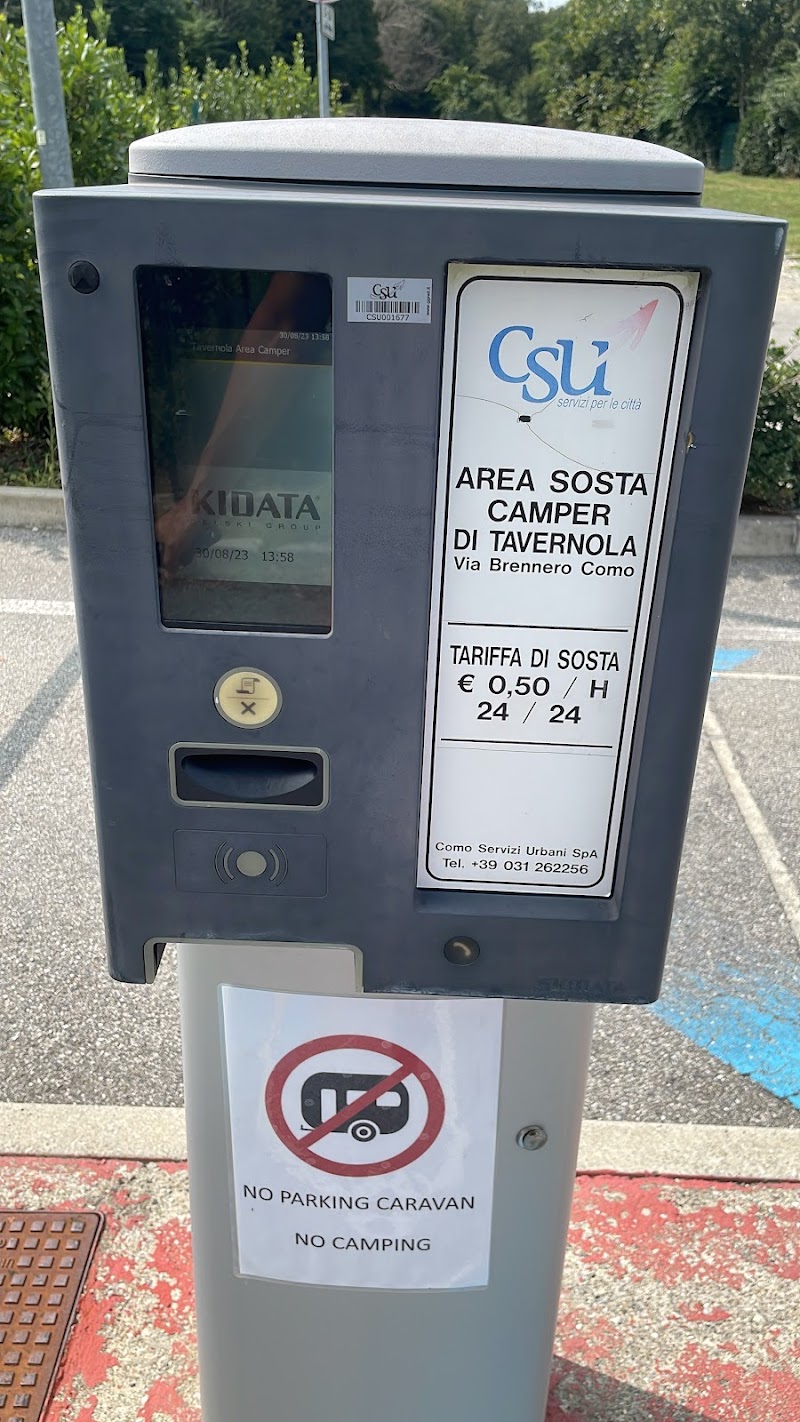 30/08/23 13:58
Tavernola Area Camper
KIDATA
30/08/23 13:58
CSU
CSU001677
CSU
servizi per le città
AREA SOSTA
CAMPER
DI TAVERNOLA
Via Brennero Como
TARIFFA DI SOSTA
€ 0,50 / H
24 / 24
Como Servizi Urbani SpA
Tel. +39 031 262256
SKIDATA
NO PARKING CARAVAN
NO CAMPING